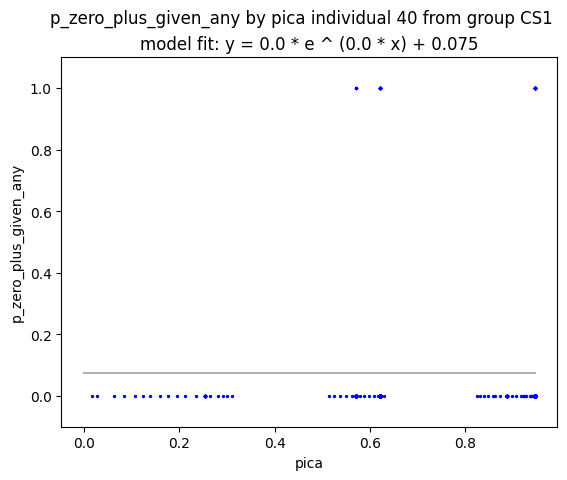 p_zero_plus_given_any by pica individual 40 from group CS1
model fit: y = 0.0 * e ^ (0.0 * x) + 0.075
1.0
0.8
0.6
0.4
0.2
0.0
p_zero_plus_given_any
0.0 0.2 0.4 0.6 0.8
pica